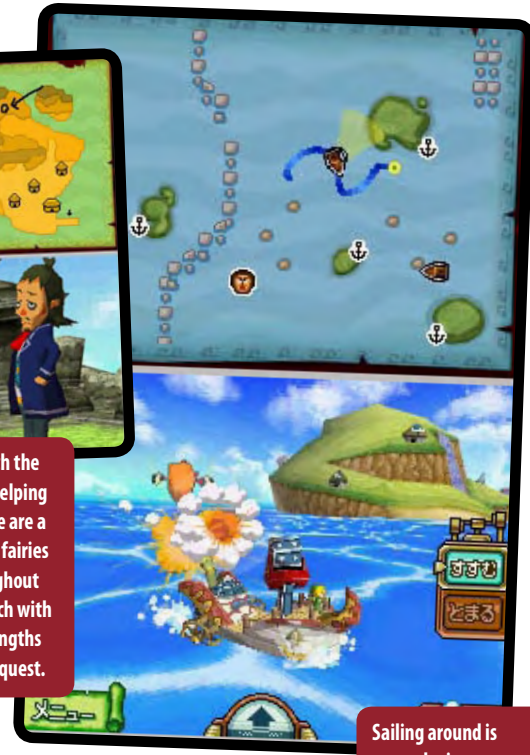 すすむ
とまる
メニュー
h the
elping
e are a
fairies
ghout
ch with
ngths
quest.
Sailing around is